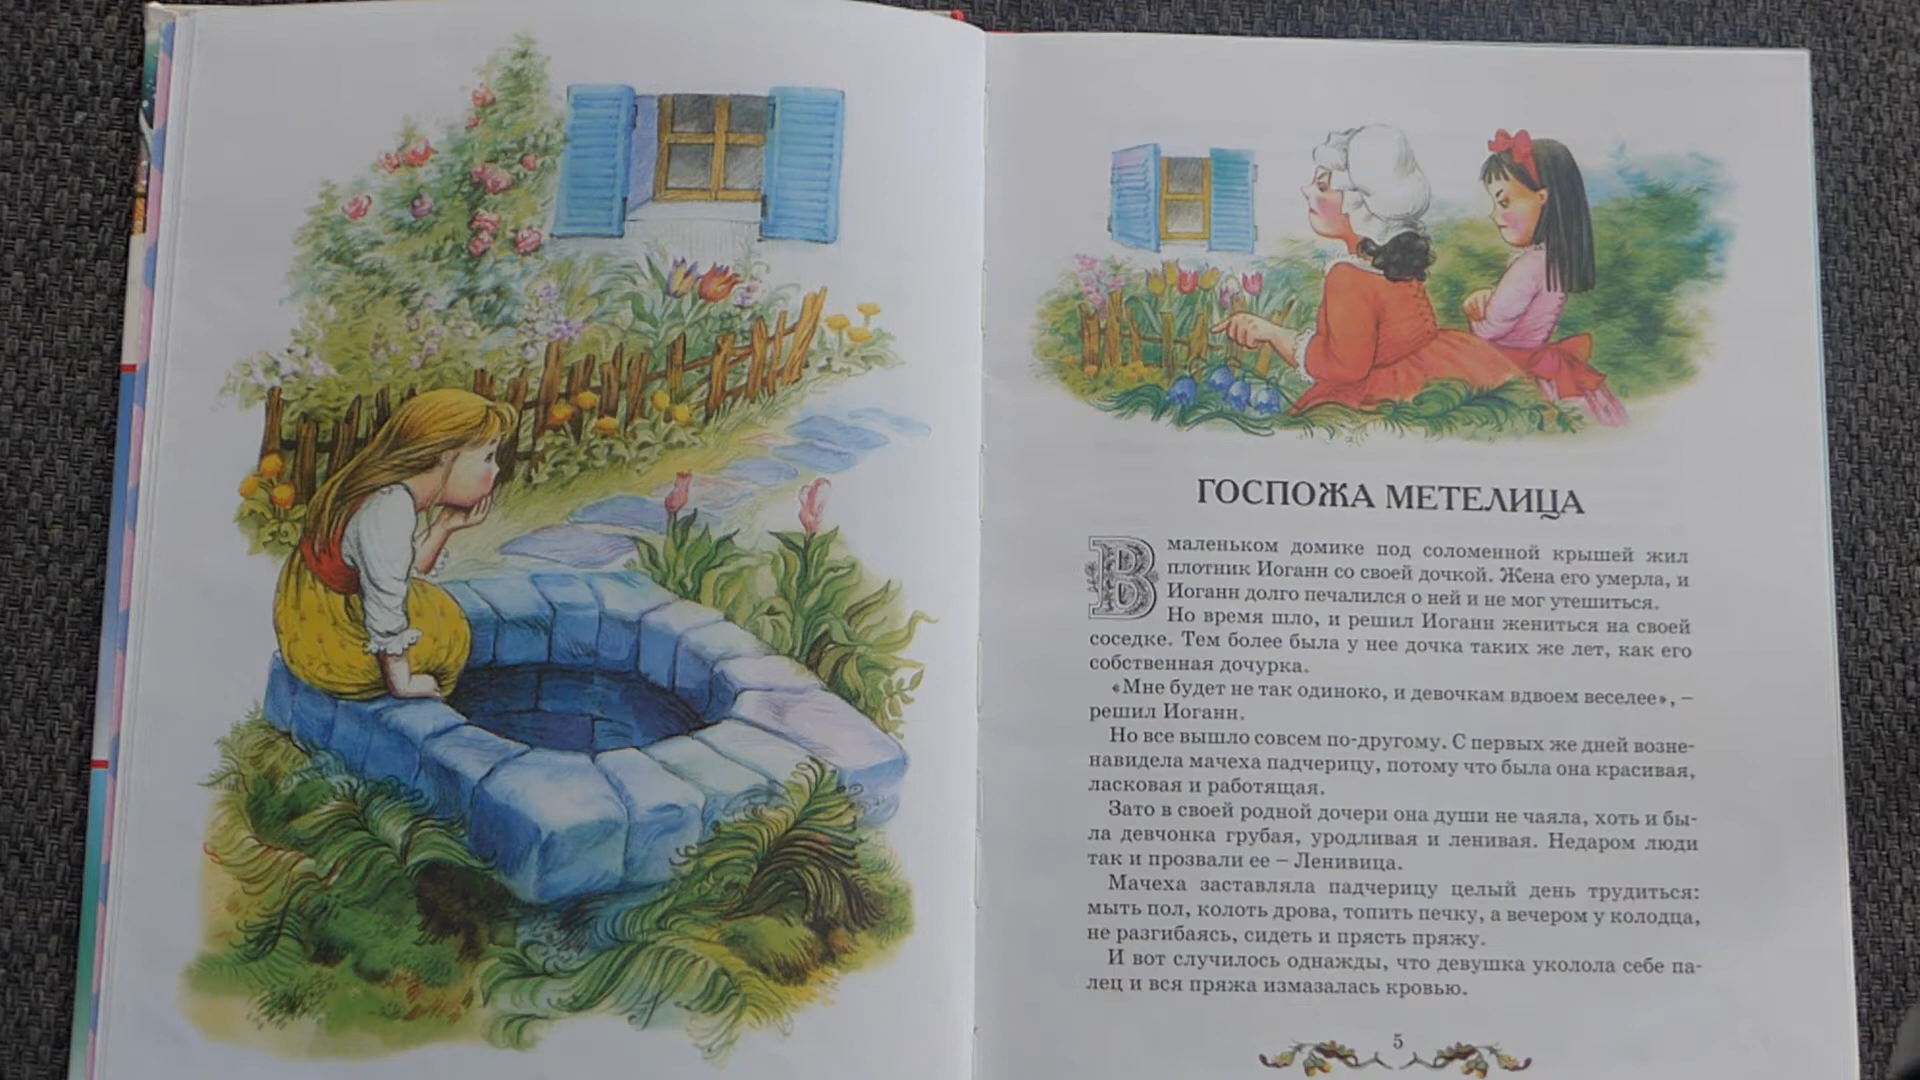 ГОСПОЖА МЕТЕЛИЦА
В маленьком домике под соломенной крышей жил
плотник Иоганн со своей дочкой. Жена его умерла, и
Иоганн долго печалился о ней и не мог утешиться.
Но время шло, и решил Иоганн жениться на своей
соседке. Тем более была у нее дочка таких же лет, как его
собственная дочурка.
«Мне будет не так одиноко, и девочкам вдвоем веселее», –
решил Иоганн.
Но все вышло совсем по-другому. С первых же дней возне-
навидела мачеха падчерицу, потому что была она красивая,
ласковая и работящая.
Зато в своей родной дочери она души не чаяла, хоть и бы-
ла девчонка грубая, уродливая и ленивая. Недаром люди
так и прозвали ее – Ленивица.
Мачеха заставляла падчерицу целый день трудиться:
мыть пол, колоть дрова, топить печку, а вечером у колодца,
не разгибаясь, сидеть и прясть пряжу.
И вот случилось однажды, что девушка уколола себе па-
лец и вся пряжа измазалась кровью.
5